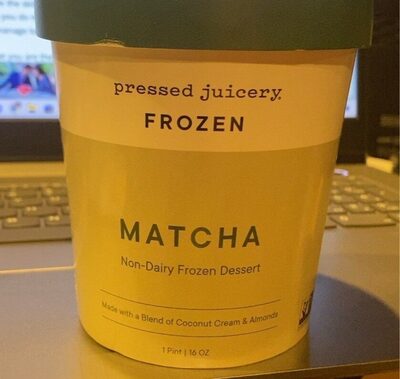 pressed juicery.
FROZEN
MATCHA
Non-Dairy Frozen Dessert
Made with a Blend of Coconut Cream & Almonds
1 Pint | 16 OZ